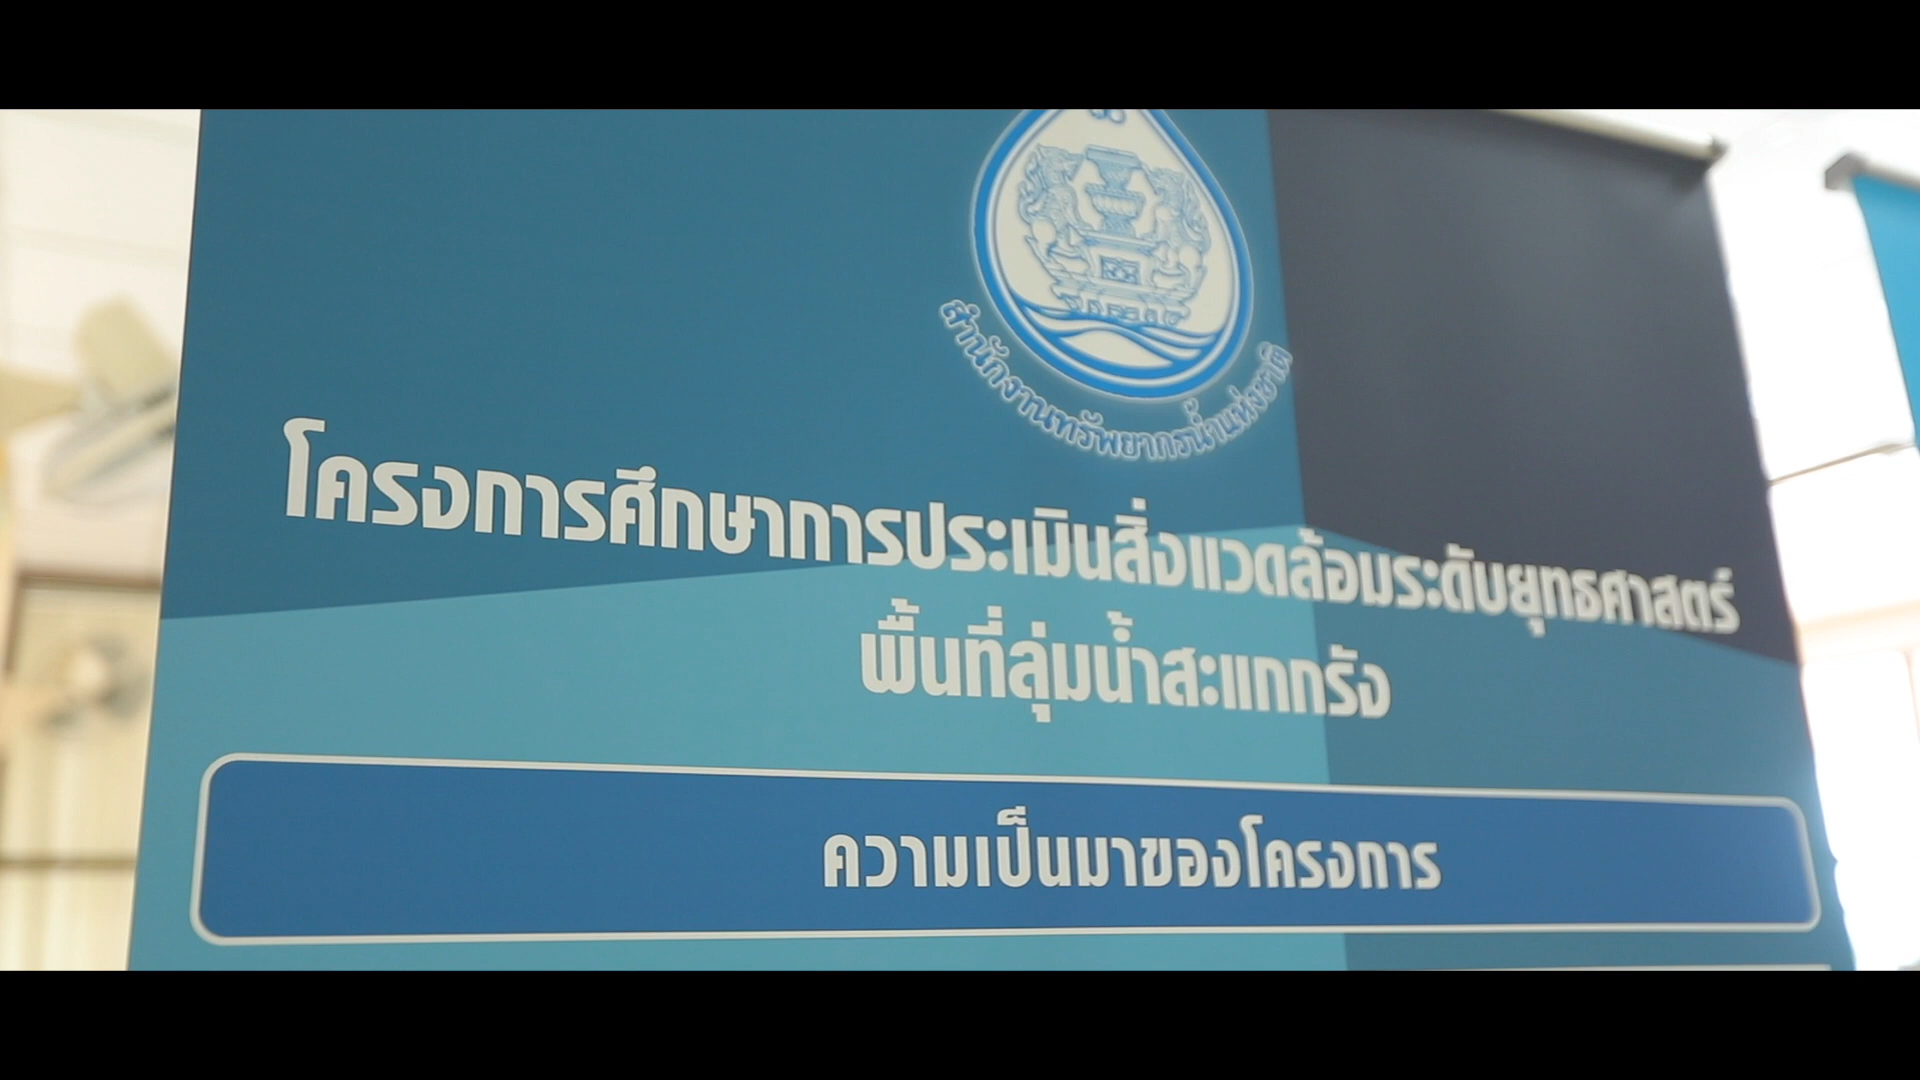 สำนักงานทรัพยากรน้ำแห่งชาติ
โครงการศึกษาการประเมินสิ่งแวดล้อมระดับยุทธศาสตร์
พื้นที่ลุ่มน้ำสะแกกรัง
ความเป็นมาของโครงการ